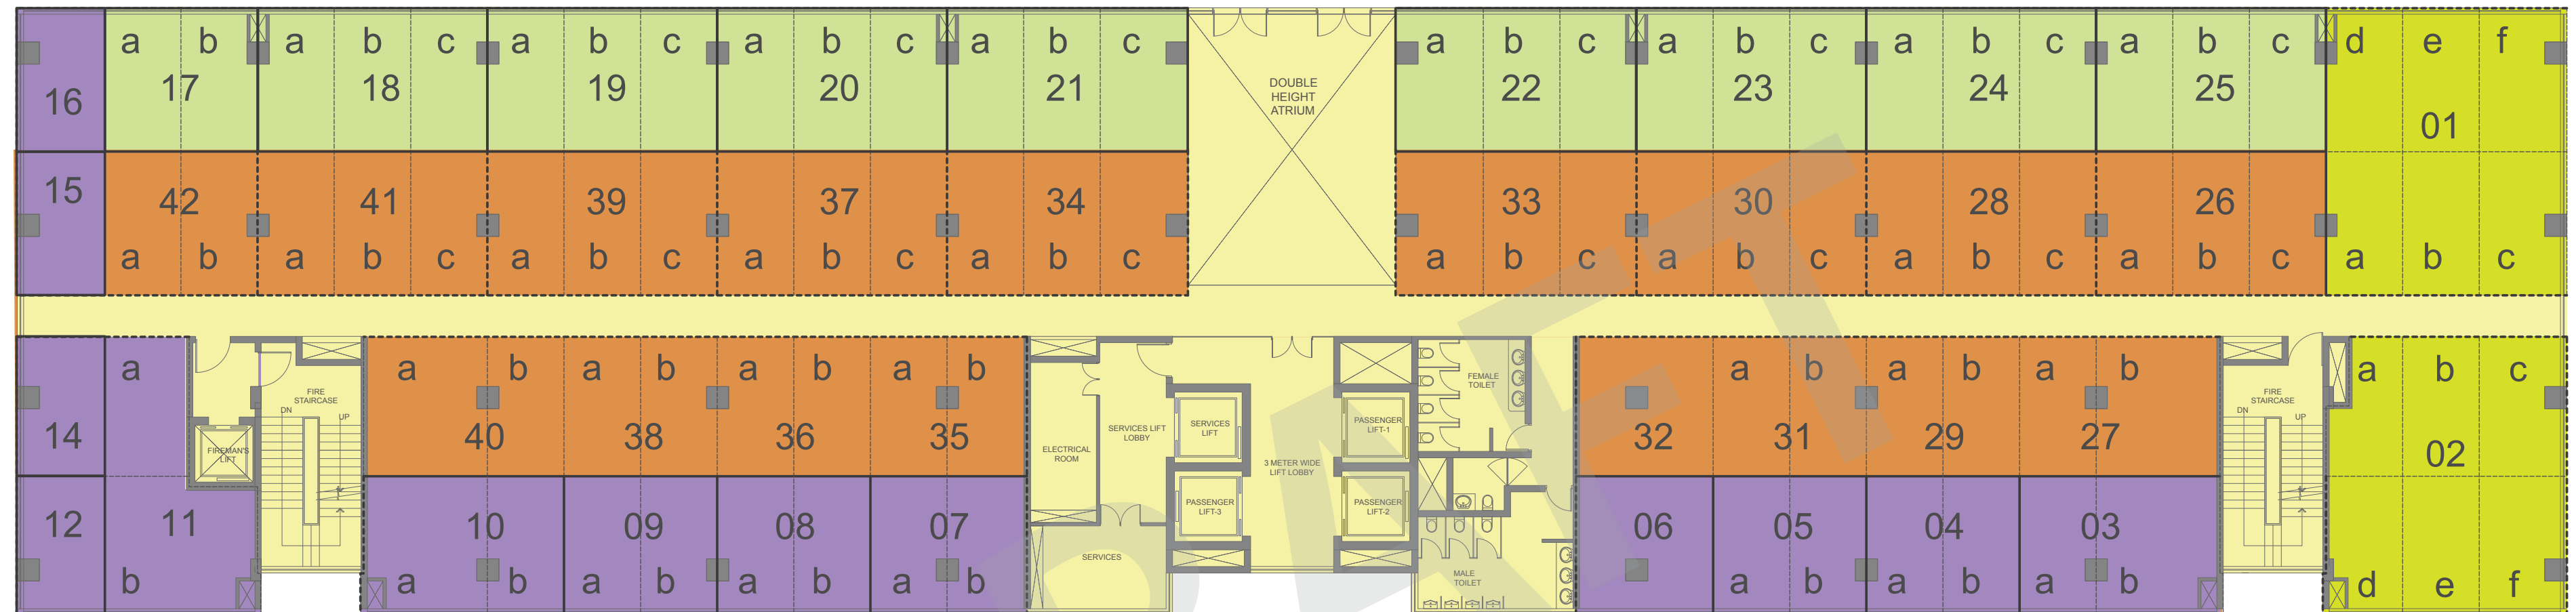 a b a b c a b c a b c a b c a b c a b c a b c a b c d e f
16 17 18 19 20 21 22 23 24 25
DOUBLE
HEIGHT
ATRIUM
01
15 42 41 39 37 34 33 30 28 26
a b a b c a b c a b c a b c a b c a b c a b c a b c a b c
a a b a b a b a b a b a b a b a b c
FIRE
STAIRCASE
DN
UP
FEMALE
TOILET
FIRE
STAIRCASE
DN
UP
14 40 38 36 35 32 31 29 27 02
FIREMAN'S
LIFT
ELECTRICAL
ROOM
SERVICES LIFT
LOBBY
SERVICES
LIFT
3 METER WIDE
LIFT LOBBY
PASSENGER
LIFT-1
PASSENGER
LIFT-3
PASSENGER
LIFT-2
12 11 10 09 08 07 06 05 04 03
SERVICES
MALE
TOILET
b a b a b a b a b a b a b a b d e f